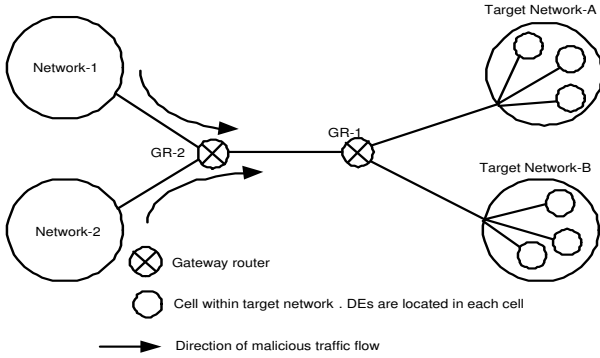 Target Network-A
Network-1
GR-1
GR-2
Target Network-B
Network-2
Gateway router
Cell within target network . DEs are located in each cell
Direction of malicious traffic flow